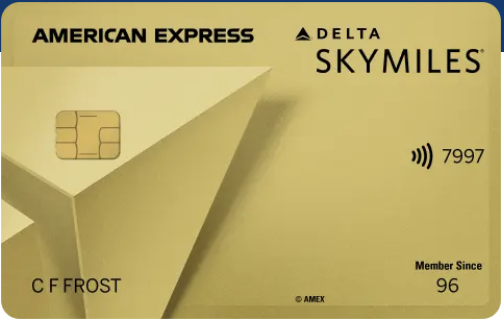 AMERICAN EXPRESS
DELTA
SKYMILES®
7997
Member Since
C F FROST
96
© AMEX